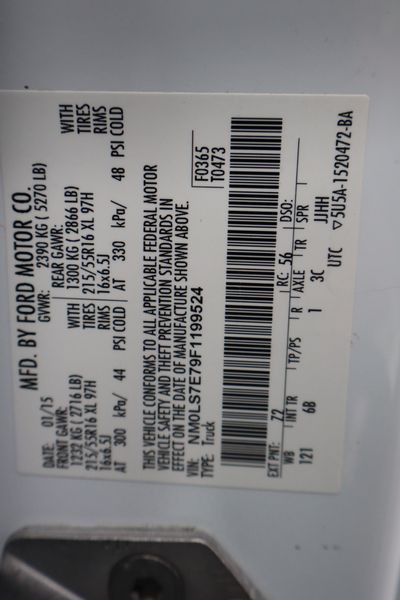 MFD. BY FORD MOTOR CO.
DATE: 01/15 GVWR: 2390 KG ( 5270 LB)
FRONT GAWR: REAR GAWR:
1232 KG ( 2716 LB) WITH 1300 KG ( 2866 LB) WITH
215/55R16 XL 97H TIRES 215/55R16 XL 97H TIRES
16x6.5J RIMS 16x6.5J RIMS
AT 300 kPa/ 44 PSI COLD AT 330 kPa/ 48 PSI COLD
THIS VEHICLE CONFORMS TO ALL APPLICABLE FEDERAL MOTOR
VEHICLE SAFETY AND THEFT PREVENTION STANDARDS IN
EFFECT ON THE DATE OF MANUFACTURE SHOWN ABOVE.
VIN: NM0LS7E79F1199524 F0365
TYPE: Truck T0473
EXT PNT: Z2 RC: 56 DSO:
WB INT TR TP/PS R AXLE TR SPR
121 6B 1 3C JJHH
UTC ▽5U5A-1520472-BA